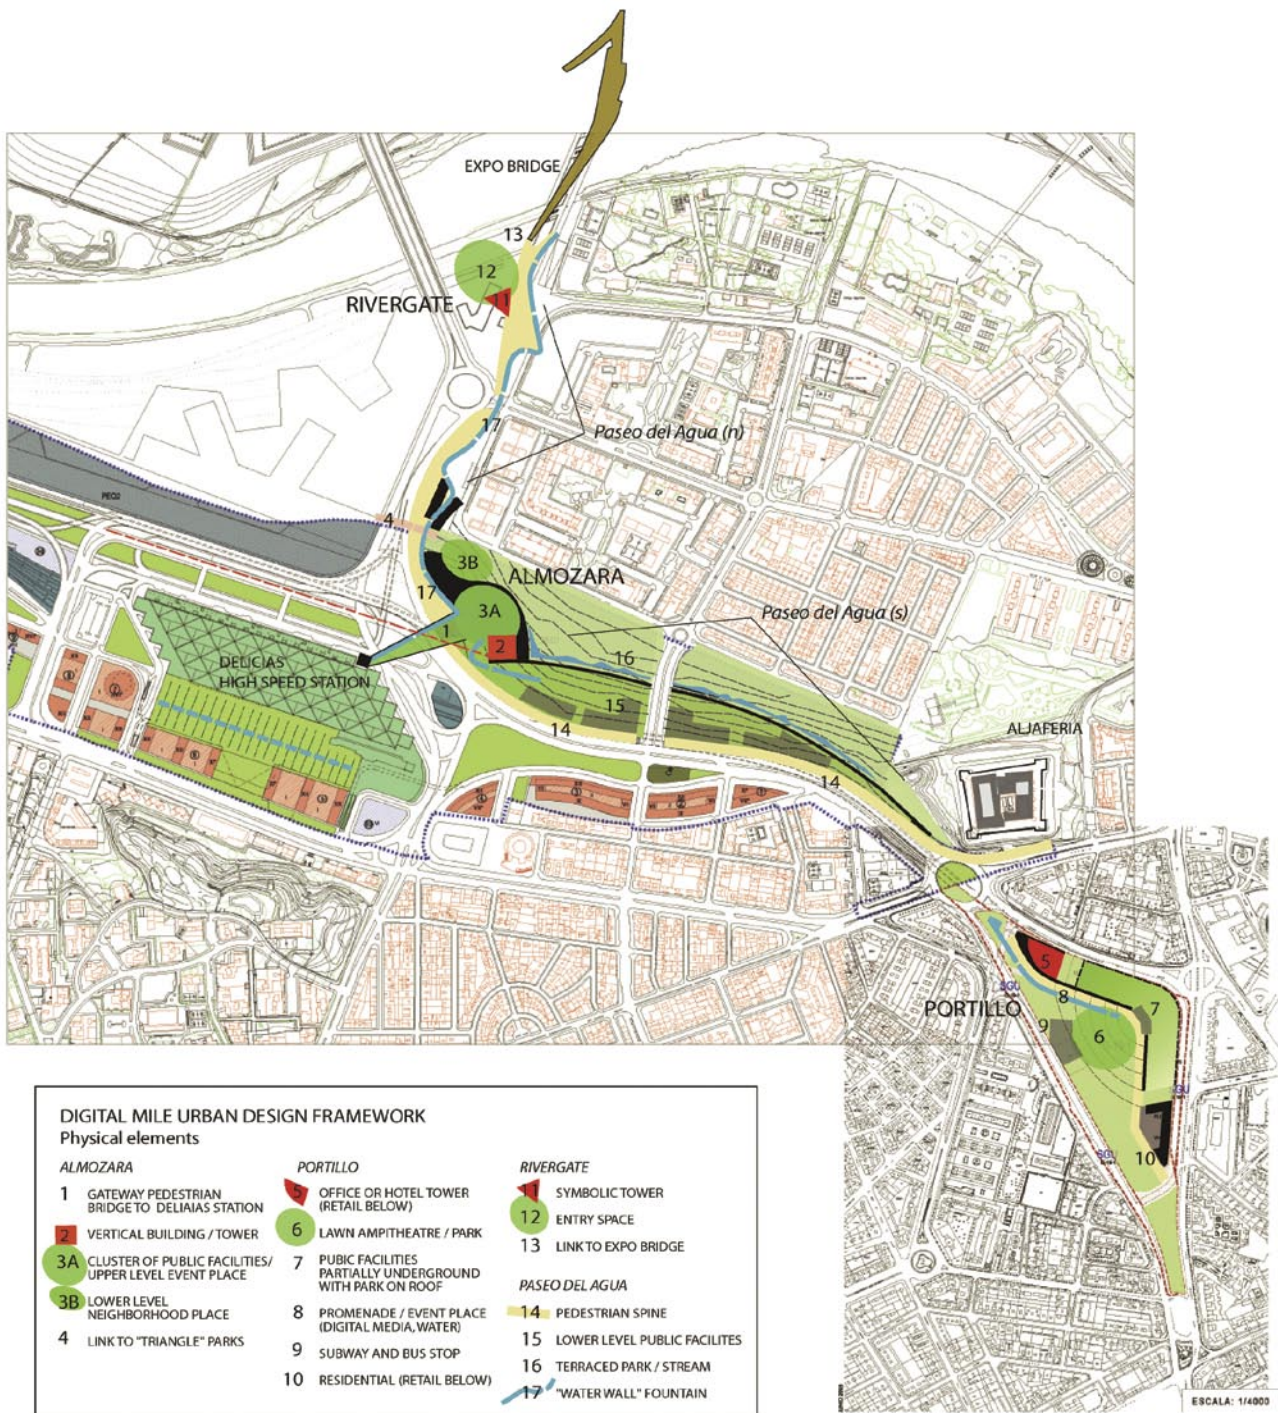 EXPO BRIDGE
13
12
11
RIVERGATE
17
Paseo del Agua (n)
PEO2
4
3B
ALMOZARA
17
3A
Paseo del Agua (s)
1
2
16
DELICIAS
HIGH SPEED STATION
15
14
ALJAFERIA
14
5
SGU
8
PORTILLO
7
9
6
SGU
SGU
10
DIGITAL MILE URBAN DESIGN FRAMEWORK
Physical elements
ALMOZARA
1 GATEWAY PEDESTRIAN
BRIDGE TO DELIAIAS STATION
2 VERTICAL BUILDING / TOWER
3A CLUSTER OF PUBLIC FACILITIES/
UPPER LEVEL EVENT PLACE
3B LOWER LEVEL
NEIGHBORHOOD PLACE
4 LINK TO "TRIANGLE" PARKS
PORTILLO
5 OFFICE OR HOTEL TOWER
(RETAIL BELOW)
6 LAWN AMPITHEATRE / PARK
7 PUBIC FACILITIES
PARTIALLY UNDERGROUND
WITH PARK ON ROOF
8 PROMENADE / EVENT PLACE
(DIGITAL MEDIA, WATER)
9 SUBWAY AND BUS STOP
10 RESIDENTIAL (RETAIL BELOW)
RIVERGATE
11 SYMBOLIC TOWER
12 ENTRY SPACE
13 LINK TO EXPO BRIDGE
PASEO DEL AGUA
14 PEDESTRIAN SPINE
15 LOWER LEVEL PUBLIC FACILITES
16 TERRACED PARK / STREAM
17 "WATER WALL" FOUNTAIN
ESCALA: 1/4000